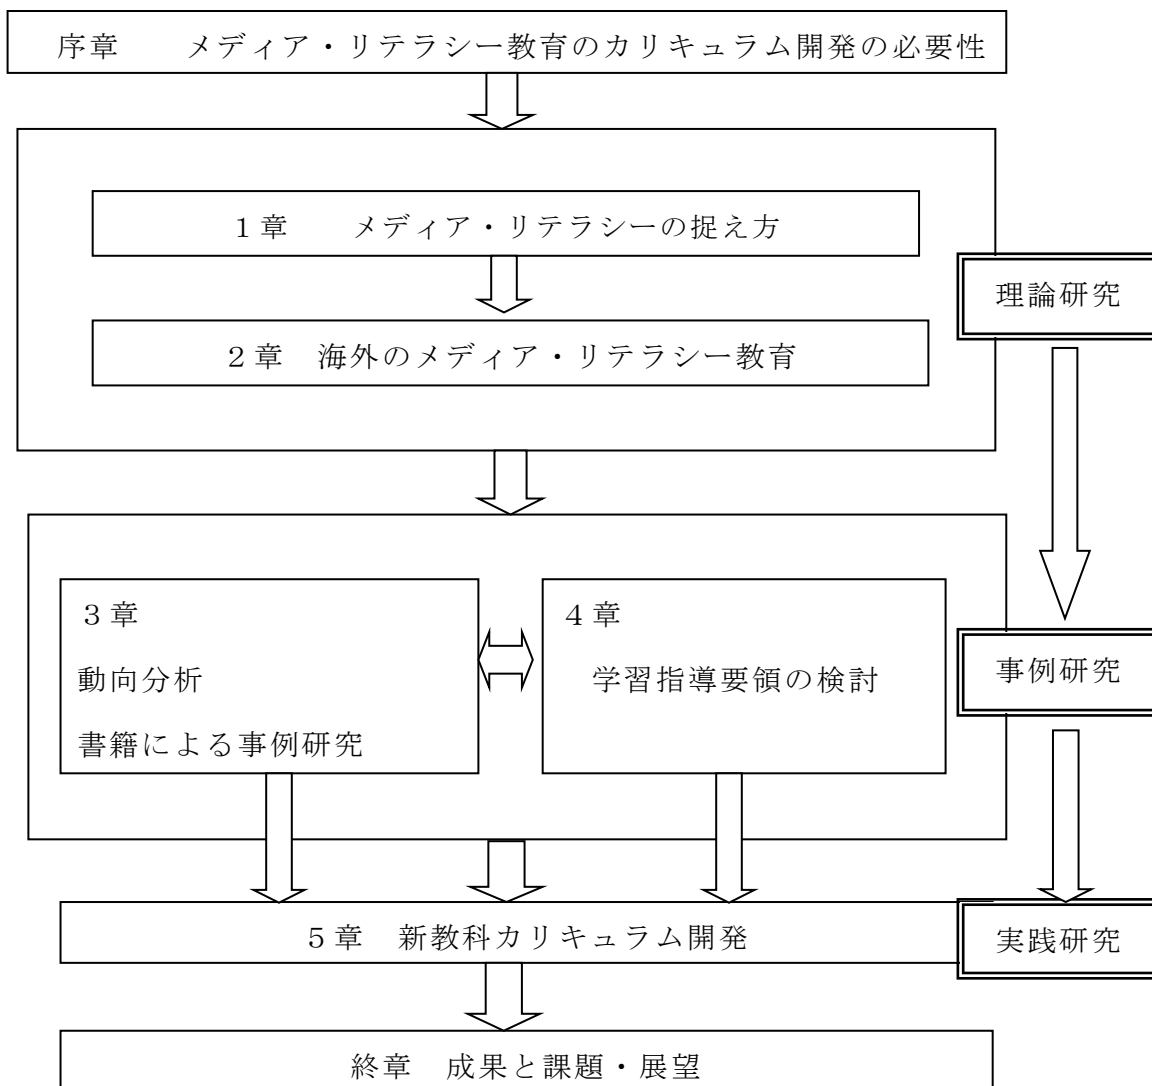 序章　　メディア・リテラシー教育のカリキュラム開発の必要性
１章　　メディア・リテラシーの捉え方
理論研究
２章　海外のメディア・リテラシー教育
３章
動向分析
書籍による事例研究
４章
学習指導要領の検討
事例研究
５章　新教科カリキュラム開発
実践研究
終章　成果と課題・展望